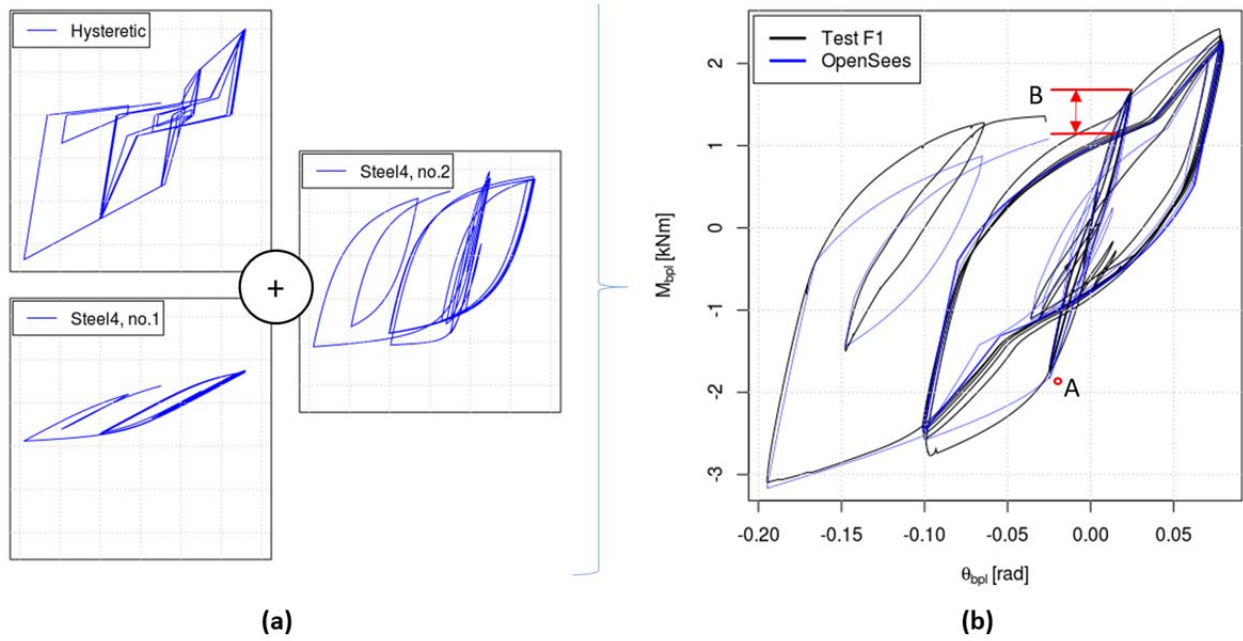 Hysteretic
Steel4, no.2
+
Steel4, no.1
(a)
Test F1
OpenSees
B
A
M_bpl [kNm]
2
1
0
-1
-2
-3
-0.20 -0.15 -0.10 -0.05 0.00 0.05
θ_bpl [rad]
(b)